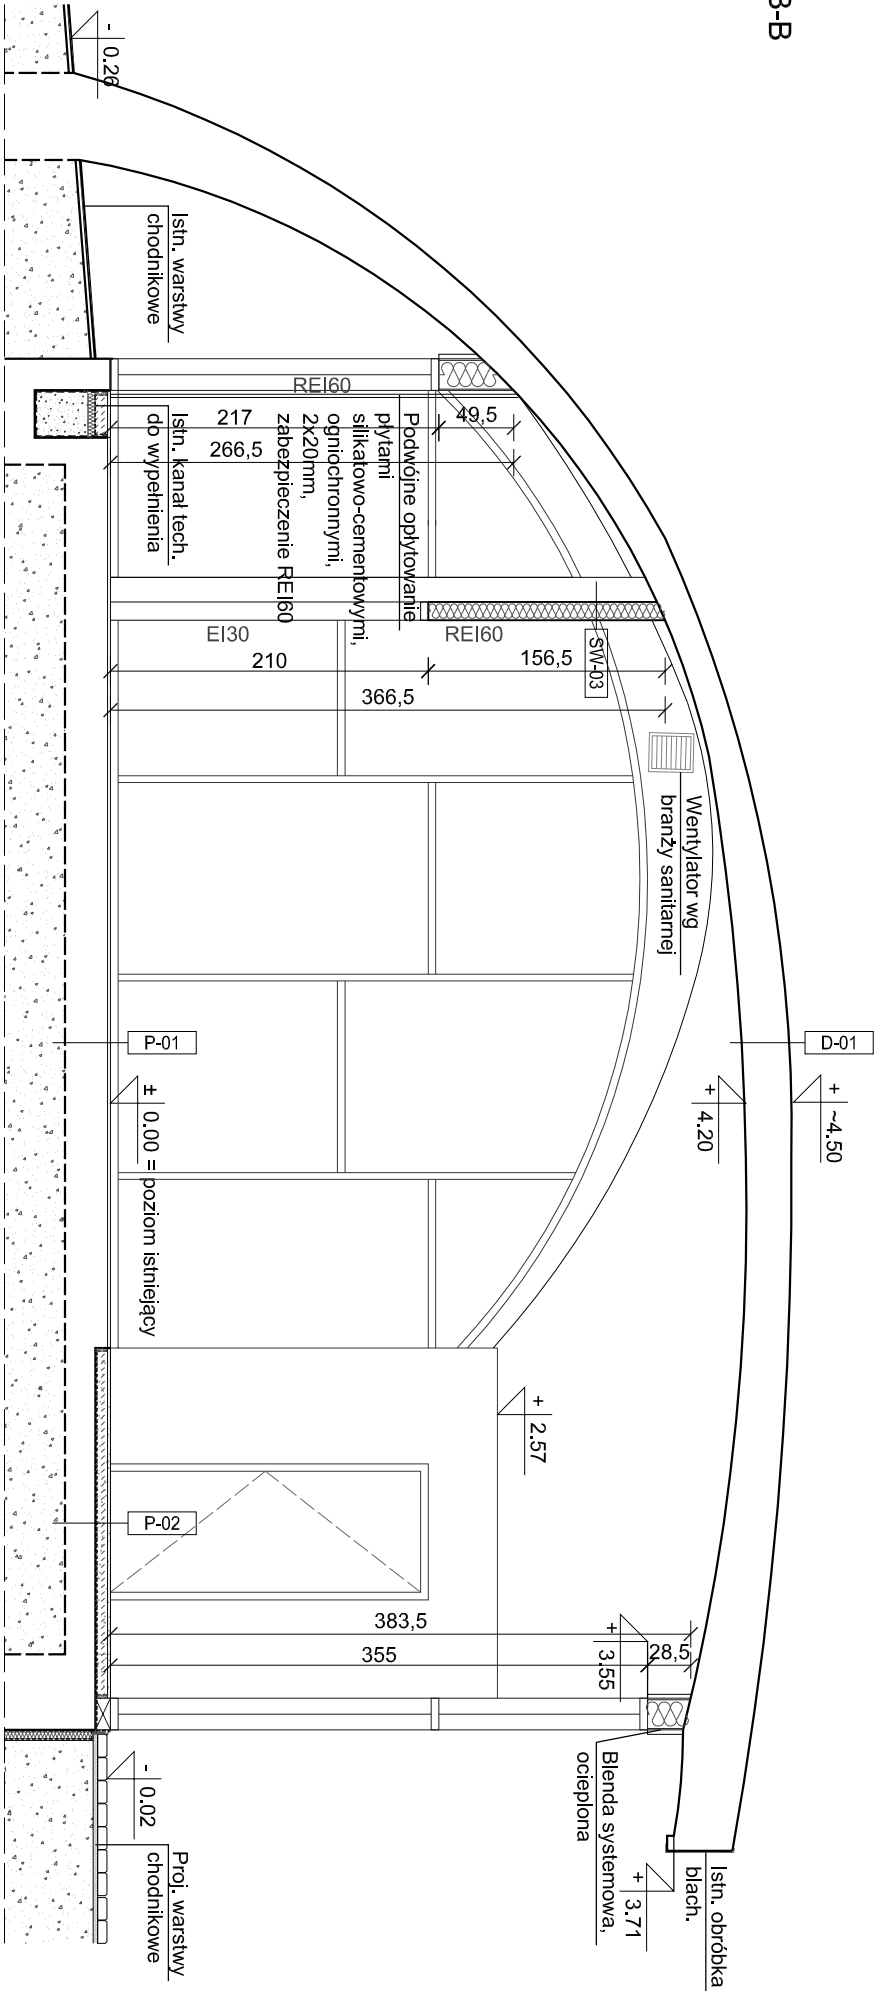 B-B
- 0.26
Istn. warstwy
chodnikowe
REI60
217
49,5
266,5
Istn. kanał tech.
do wypełnienia
Podwójne opłytowanie
płytami
silikatowo-cementowymi,
ogniochronnymi,
2x20mm,
zabezpieczenie REI60
EI30
REI60
SW-03
210
156,5
366,5
Wentylator wg
branży sanitarnej
P-01
D-01
± 0.00 = poziom istniejący
+ 4.20
+ ~4.50
+ 2.57
P-02
383,5
355
28,5
+ 3.55
Blenda systemowa,
ocieplona
- 0.02
Proj. warstwy
chodnikowe
+ 3.71
Istn. obróbka
blach.